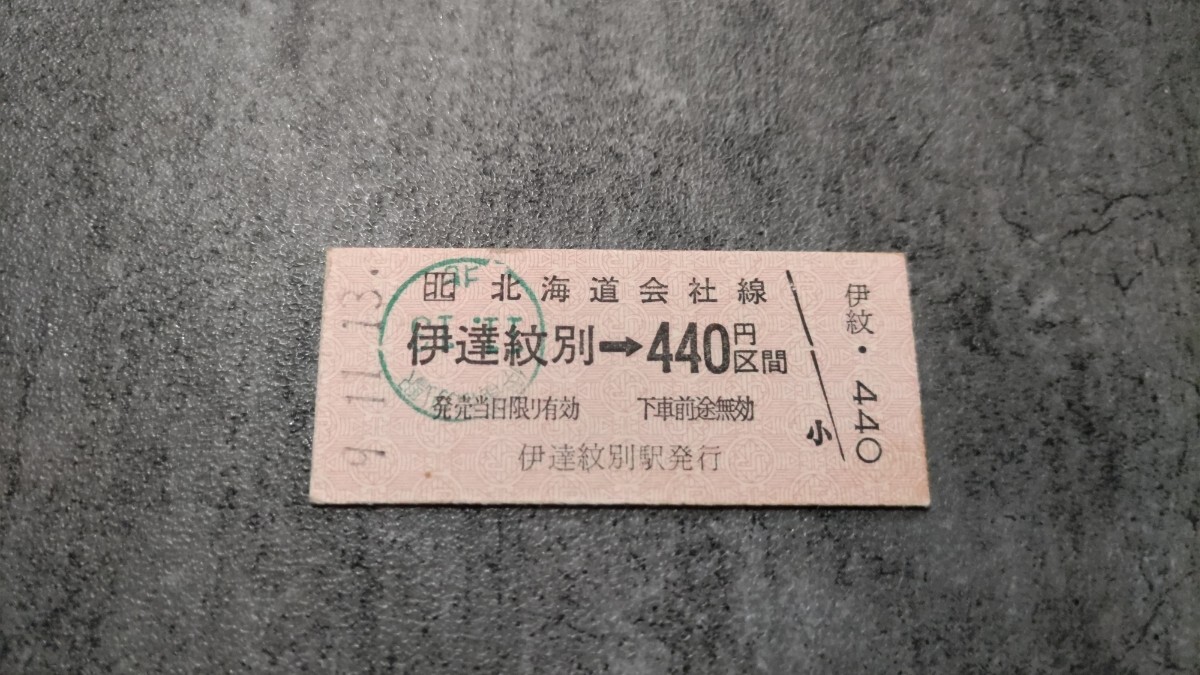 9.11.13.
北 北海道会社線
伊達紋別→440円区間
発売当日限り有効 下車前途無効
伊達紋別駅発行
小
伊紋・440